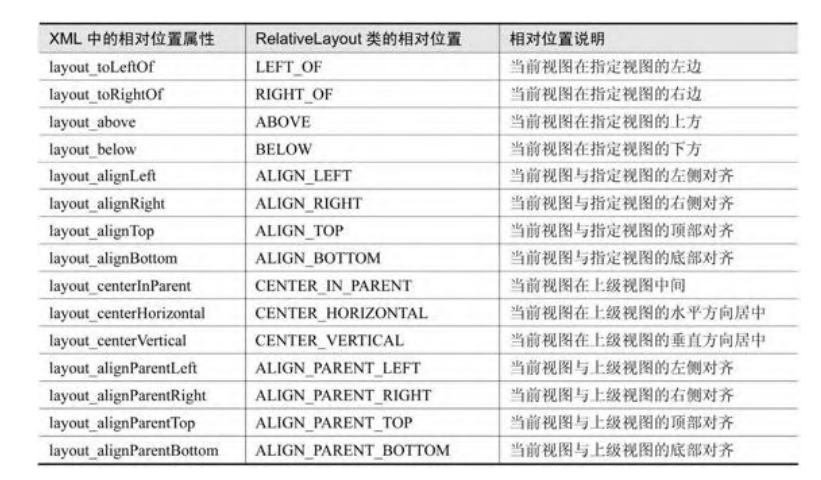 XML 中的相对位置属性 RelativeLayout 类的相对位置 相对位置说明
layout_toLeftOf LEFT_OF 当前视图在指定视图的左边
layout_toRightOf RIGHT_OF 当前视图在指定视图的右边
layout_above ABOVE 当前视图在指定视图的上方
layout_below BELOW 当前视图在指定视图的下方
layout_alignLeft ALIGN_LEFT 当前视图与指定视图的左侧对齐
layout_alignRight ALIGN_RIGHT 当前视图与指定视图的右侧对齐
layout_alignTop ALIGN_TOP 当前视图与指定视图的顶部对齐
layout_alignBottom ALIGN_BOTTOM 当前视图与指定视图的底部对齐
layout_centerInParent CENTER_IN_PARENT 当前视图在上级视图中间
layout_centerHorizontal CENTER_HORIZONTAL 当前视图在上级视图的水平方向居中
layout_centerVertical CENTER_VERTICAL 当前视图在上级视图的垂直方向居中
layout_alignParentLeft ALIGN_PARENT_LEFT 当前视图与上级视图的左侧对齐
layout_alignParentRight ALIGN_PARENT_RIGHT 当前视图与上级视图的右侧对齐
layout_alignParentTop ALIGN_PARENT_TOP 当前视图与上级视图的顶部对齐
layout_alignParentBottom ALIGN_PARENT_BOTTOM 当前视图与上级视图的底部对齐